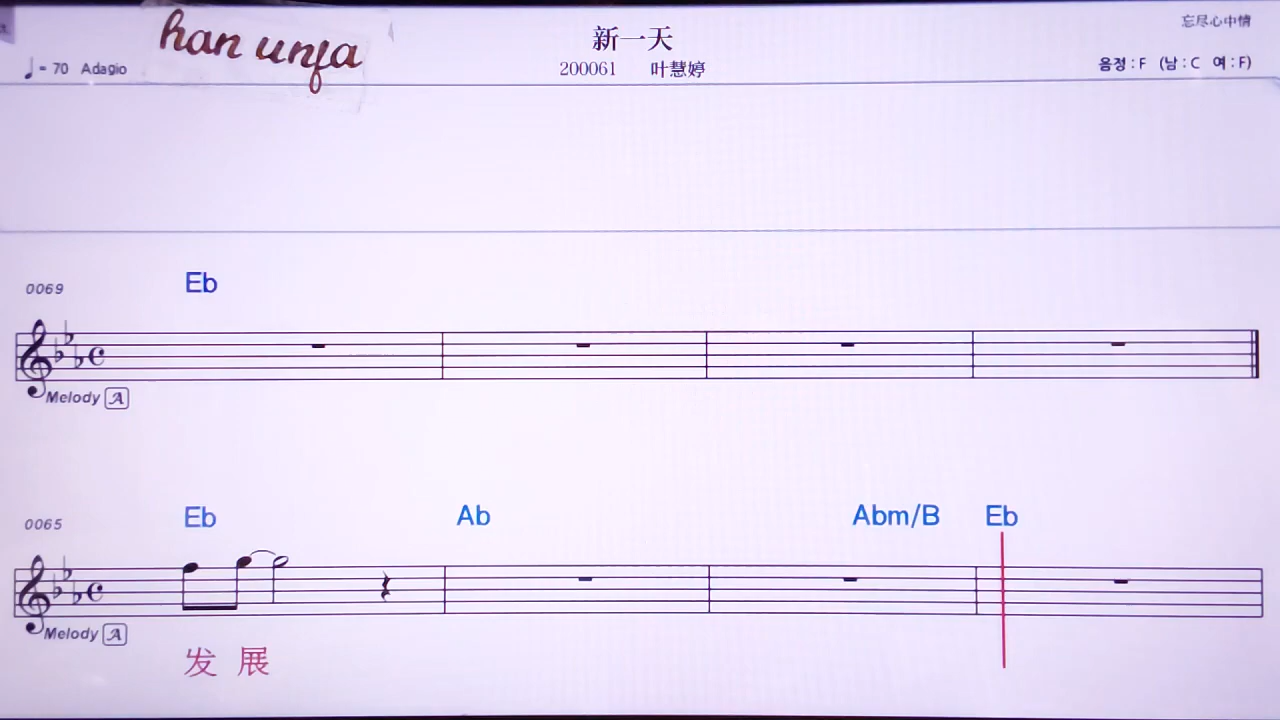 han unfa
新一天
忘尽心中情
♩= 70 Adagio
200061 叶慧婷
음정 : F (남 : C 여 : F)
0069
Eb
Melody A
0065
Eb Ab Abm/B Eb
Melody A
发 展